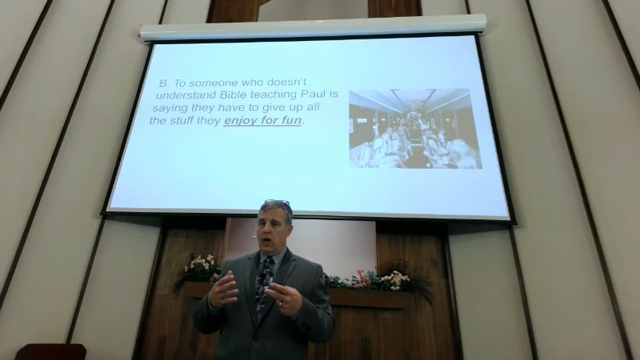 B. To someone who doesn't
understand Bible teaching Paul is
saying they have to give up all
the stuff they enjoy for fun.